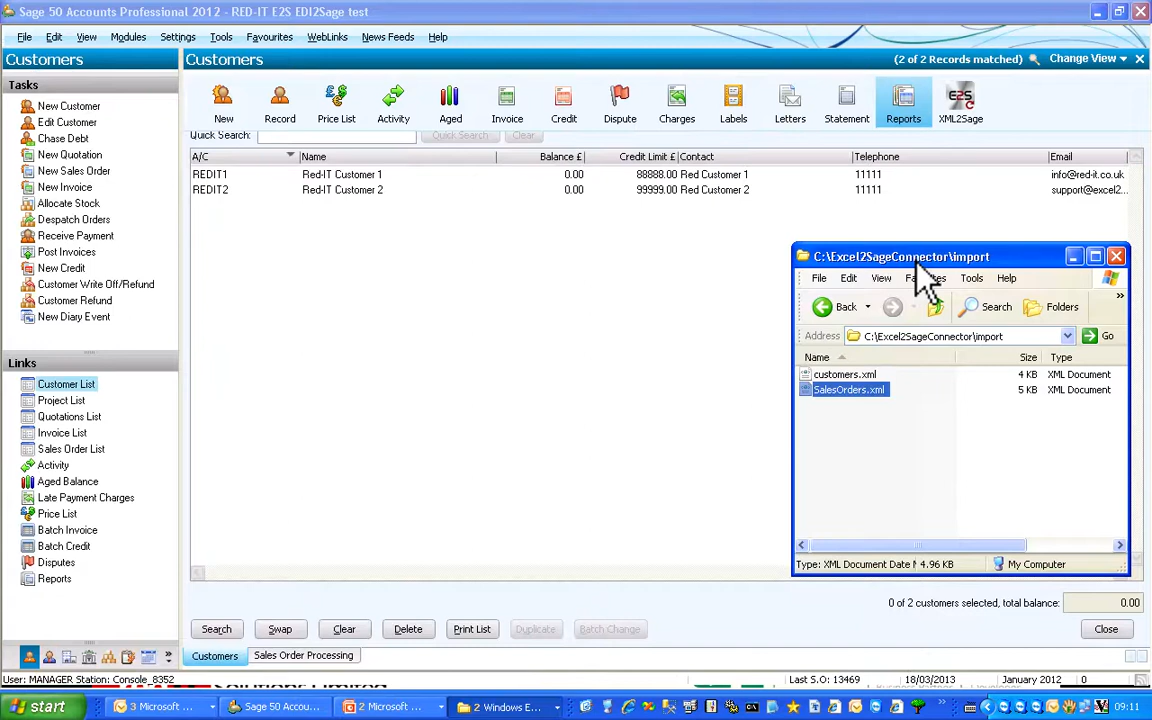 Sage 50 Accounts Professional 2012 - RED-IT E2S EDI2Sage test
File Edit View Modules Settings Tools Favourites WebLinks News Feeds Help
Customers
Customers (2 of 2 Records matched) Change View
Tasks
New Customer
Edit Customer
Chase Debt
New Quotation
New Sales Order
New Invoice
Allocate Stock
Despatch Orders
Receive Payment
Post Invoices
New Credit
Customer Write Off/Refund
Customer Refund
New Diary Event
Links
Customer List
Project List
Quotations List
Invoice List
Sales Order List
Activity
Aged Balance
Late Payment Charges
Price List
Batch Invoice
Batch Credit
Disputes
Reports
New Record Price List Activity Aged Invoice Credit Dispute Charges Labels Letters Statement Reports XML2Sage
Quick Search: Quick Search Clear
A/C Name Balance £ Credit Limit £ Contact Telephone Email
REDIT1 Red-IT Customer 1 0.00 88888.00 Red Customer 1 11111 info@red-it.co.uk
REDIT2 Red-IT Customer 2 0.00 99999.00 Red Customer 2 11111 support@excel2...
C:\Excel2SageConnector\import
File Edit View Tools Help
Back Search Folders »
Address C:\Excel2SageConnector\import Go
Name Size Type
customers.xml 4 KB XML Document
SalesOrders.xml 5 KB XML Document
4.96 KB My Computer
0 of 2 customers selected, total balance: 0.00
Search Swap Clear Delete Print List Duplicate Batch Change Close
Customers Sales Order Processing
User: MANAGER Station: Console_8352 Last S.O: 13469 18/03/2013 January 2012 0
start 3 Microsoft ... Sage 50 Accou... 2 Microsoft ... 2 Windows E... 09:11